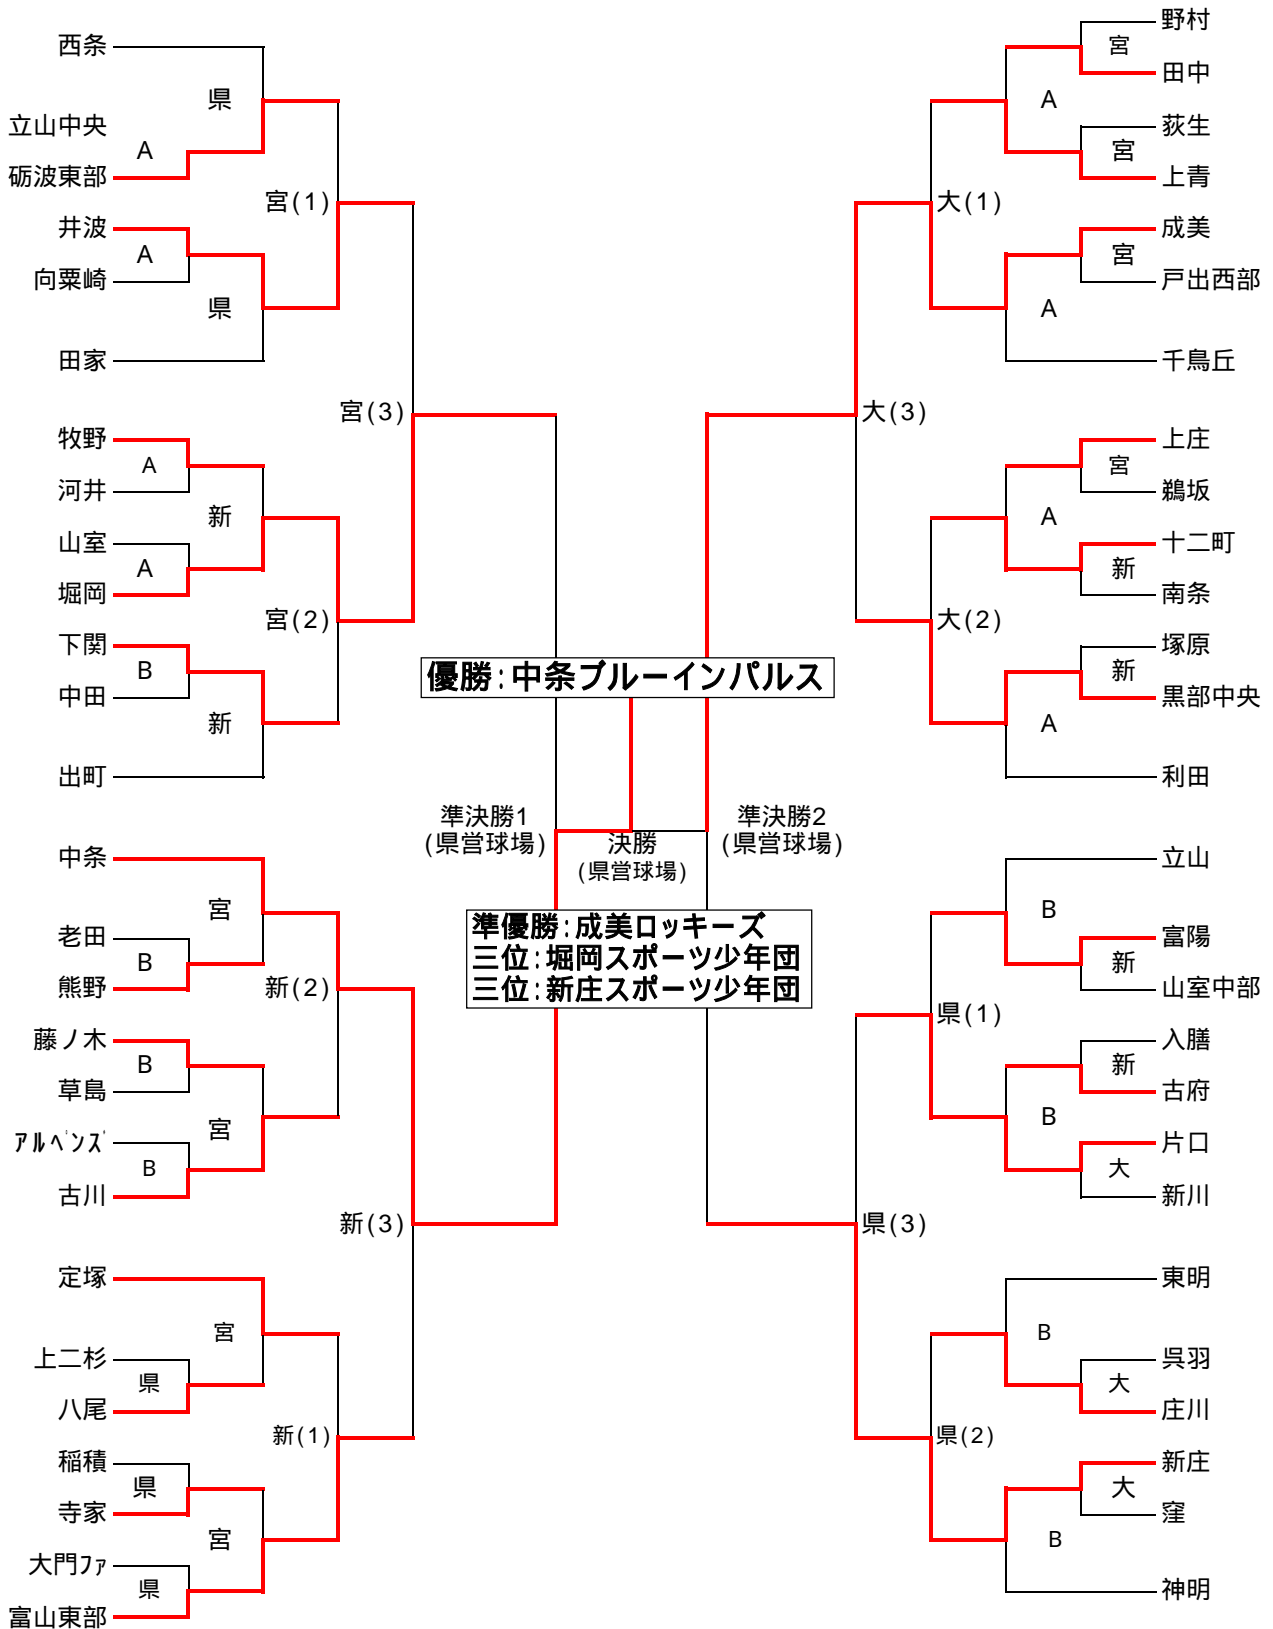 西条
県
立山中央
A
砺波東部
宮(1)
井波
A
向粟崎
県
田家
宮(3)
牧野
A
河井
新
山室
A
堀岡
宮(2)
下関
B
中田
新
出町
中条
宮
老田
B
熊野
新(2)
藤ノ木
B
草島
宮
アルペンズ
B
古川
新(3)
定塚
宮
上二杉
県
八尾
新(1)
稲積
県
寺家
宮
大門ファ
県
富山東部
優勝:中条ブルーインパルス
準決勝1
(県営球場)
決勝
(県営球場)
準決勝2
(県営球場)
準優勝:成美ロッキーズ
三位:堀岡スポーツ少年団
三位:新庄スポーツ少年団
野村
宮
田中
A
荻生
宮
上青
大(1)
成美
宮
戸出西部
A
千鳥丘
大(3)
上庄
宮
鵜坂
A
十二町
新
南条
大(2)
塚原
新
黒部中央
A
利田
立山
B
富陽
新
山室中部
県(1)
入膳
新
古府
B
片口
大
新川
県(3)
東明
B
呉羽
大
庄川
県(2)
新庄
大
窪
B
神明